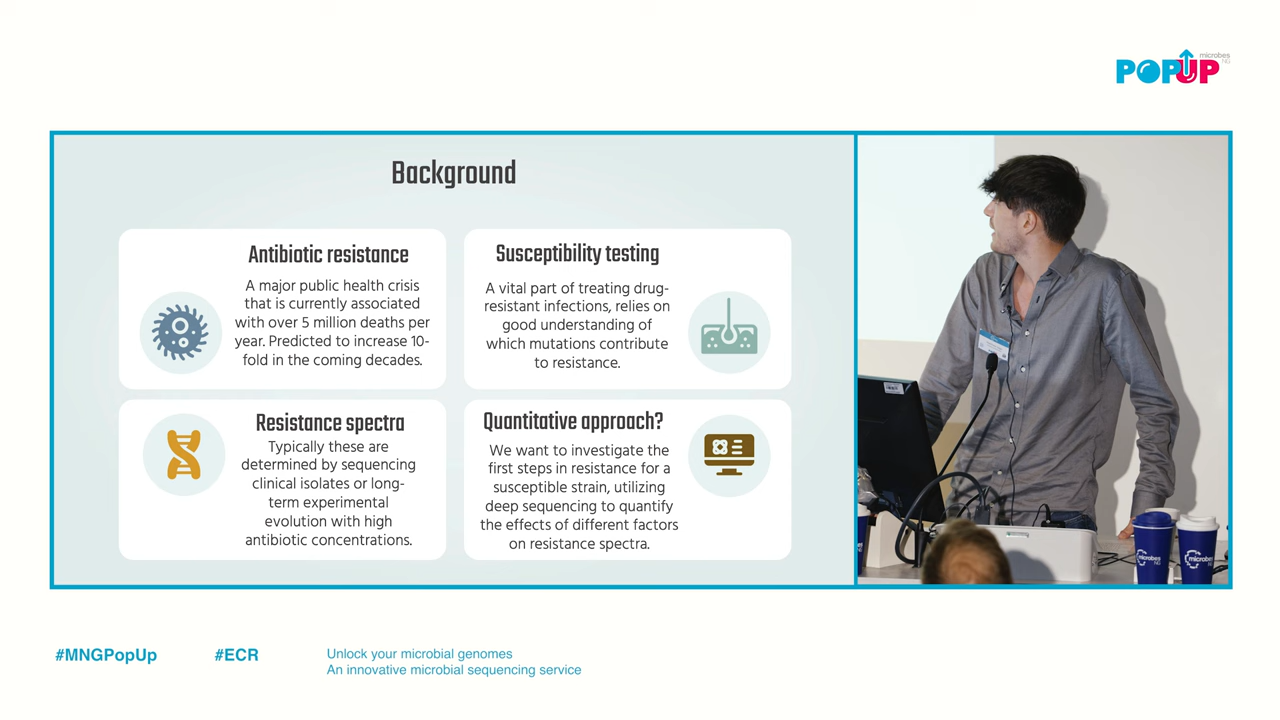 microbes
NG
POPUP
Background
Antibiotic resistance
A major public health crisis
that is currently associated
with over 5 million deaths per
year. Predicted to increase 10-
fold in the coming decades.
Susceptibility testing
A vital part of treating drug-
resistant infections, relies on
good understanding of
which mutations contribute
to resistance.
Resistance spectra
Typically these are
determined by sequencing
clinical isolates or long-
term experimental
evolution with high
antibiotic concentrations.
Quantitative approach?
We want to investigate the
first steps in resistance for a
susceptible strain, utilizing
deep sequencing to quantify
the effects of different factors
on resistance spectra.
microbes
NG
microbes
NG
#MNGPopUp
#ECR
Unlock your microbial genomes
An innovative microbial sequencing service